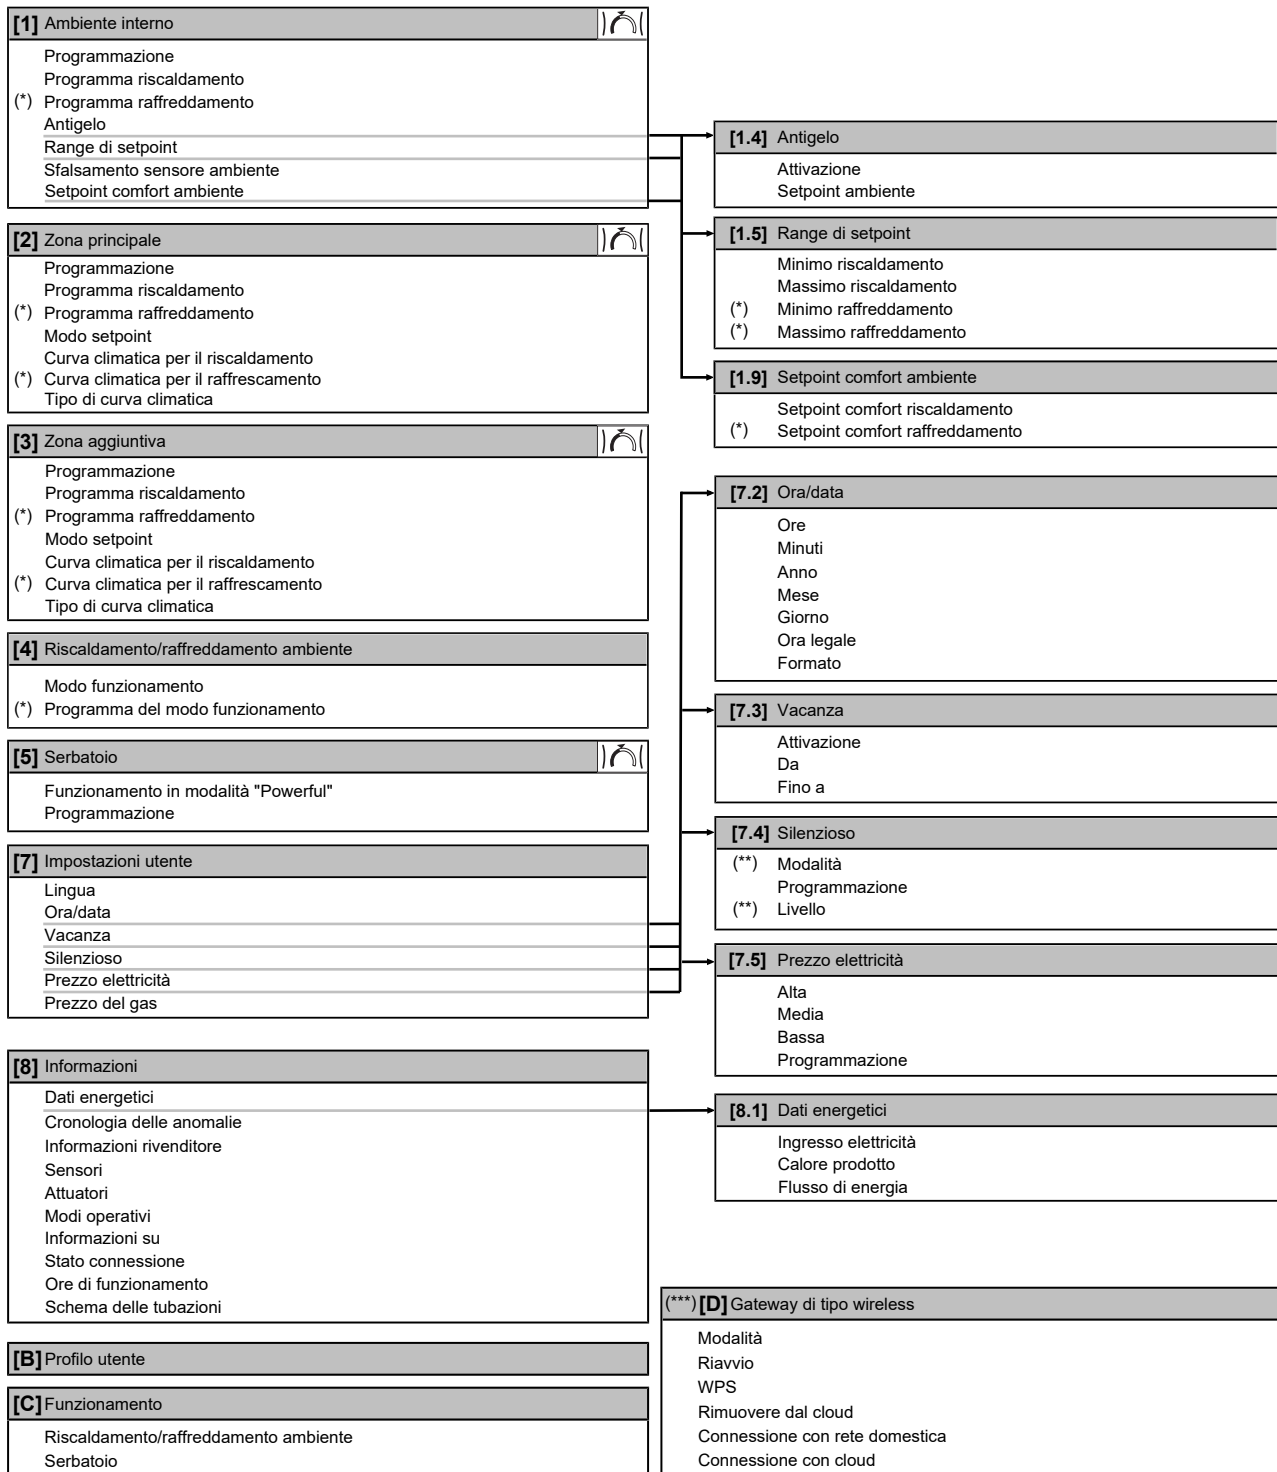 [1] Ambiente interno
Programmazione
Programma riscaldamento
(*) Programma raffreddamento
Antigelo
Range di setpoint
Sfalsamento sensore ambiente
Setpoint comfort ambiente
[2] Zona principale
Programmazione
Programma riscaldamento
(*) Programma raffreddamento
Modo setpoint
Curva climatica per il riscaldamento
(*) Curva climatica per il raffrescamento
Tipo di curva climatica
[3] Zona aggiuntiva
Programmazione
Programma riscaldamento
(*) Programma raffreddamento
Modo setpoint
Curva climatica per il riscaldamento
(*) Curva climatica per il raffrescamento
Tipo di curva climatica
[4] Riscaldamento/raffreddamento ambiente
Modo funzionamento
(*) Programma del modo funzionamento
[5] Serbatoio
Funzionamento in modalità "Powerful"
Programmazione
[7] Impostazioni utente
Lingua
Ora/data
Vacanza
Silenzioso
Prezzo elettricità
Prezzo del gas
[8] Informazioni
Dati energetici
Cronologia delle anomalie
Informazioni rivenditore
Sensori
Attuatori
Modi operativi
Informazioni su
Stato connessione
Ore di funzionamento
Schema delle tubazioni
[B] Profilo utente
[C] Funzionamento
Riscaldamento/raffreddamento ambiente
Serbatoio
[1.4] Antigelo
Attivazione
Setpoint ambiente
[1.5] Range di setpoint
Minimo riscaldamento
Massimo riscaldamento
(*) Minimo raffreddamento
(*) Massimo raffreddamento
[1.9] Setpoint comfort ambiente
Setpoint comfort riscaldamento
(*) Setpoint comfort raffreddamento
[7.2] Ora/data
Ore
Minuti
Anno
Mese
Giorno
Ora legale
Formato
[7.3] Vacanza
Attivazione
Da
Fino a
[7.4] Silenzioso
(**) Modalità
Programmazione
(**) Livello
[7.5] Prezzo elettricità
Alta
Media
Bassa
Programmazione
[8.1] Dati energetici
Ingresso elettricità
Calore prodotto
Flusso di energia
(***) [D] Gateway di tipo wireless
Modalità
Riavvio
WPS
Rimuovere dal cloud
Connessione con rete domestica
Connessione con cloud